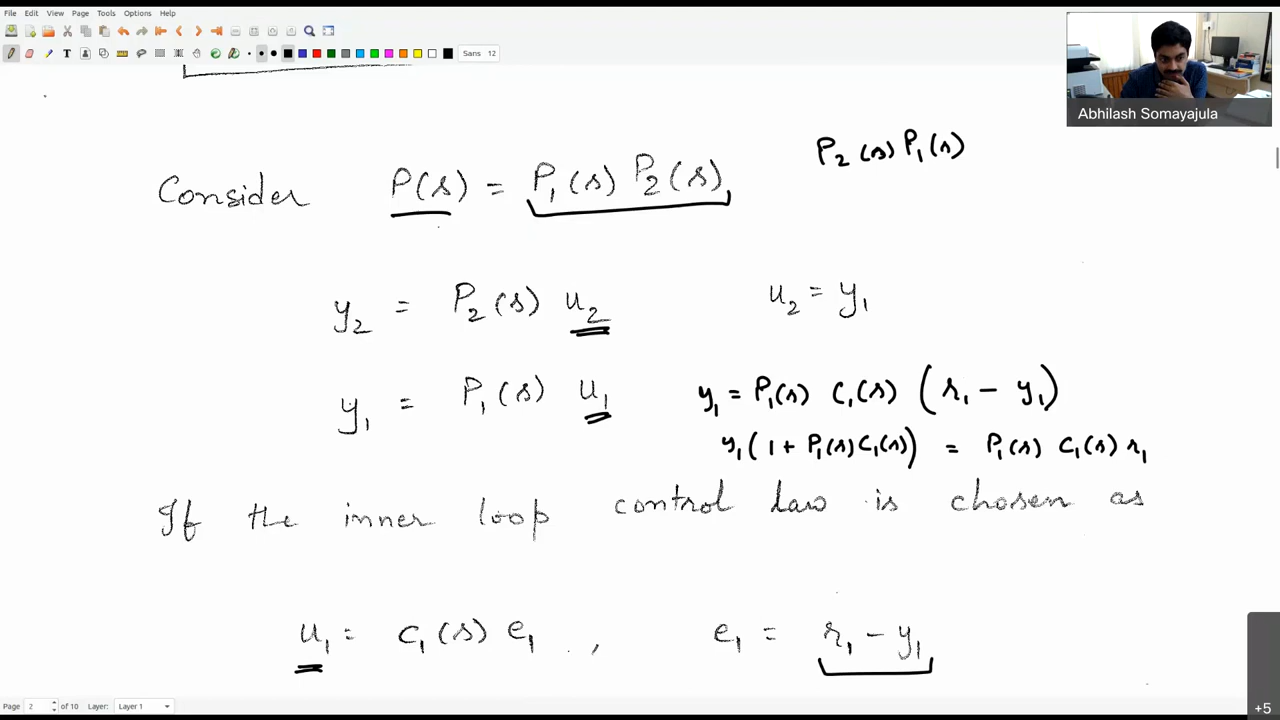 File Edit View Page Tools Options Help
Sans 12
Abhilash Somayajula
P₂(s) P₁(s)
Consider P(s) = P₁(s) P₂(s)
y₂ = P₂(s) u₂ u₂ = y₁
y₁ = P₁(s) u₁ y₁ = P₁(s) C₁(s) (r₁ - y₁)
y₁(1 + P₁(s)C₁(s)) = P₁(s) C₁(s) r₁
If the inner loop control law is chosen as
u₁ = C₁(s) e₁ , e₁ = r₁ - y₁
Page 2 of 10 Layer: Layer 1
+5